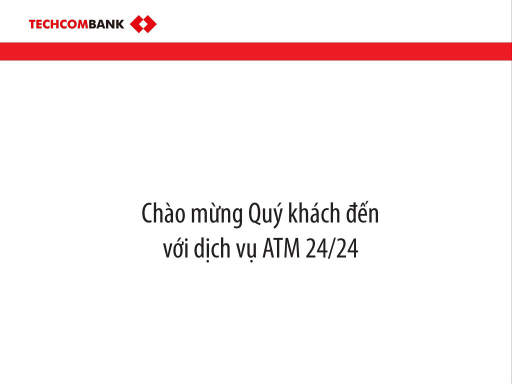 TECHCOMBANK
Chào mừng Quý khách đến
với dịch vụ ATM 24/24